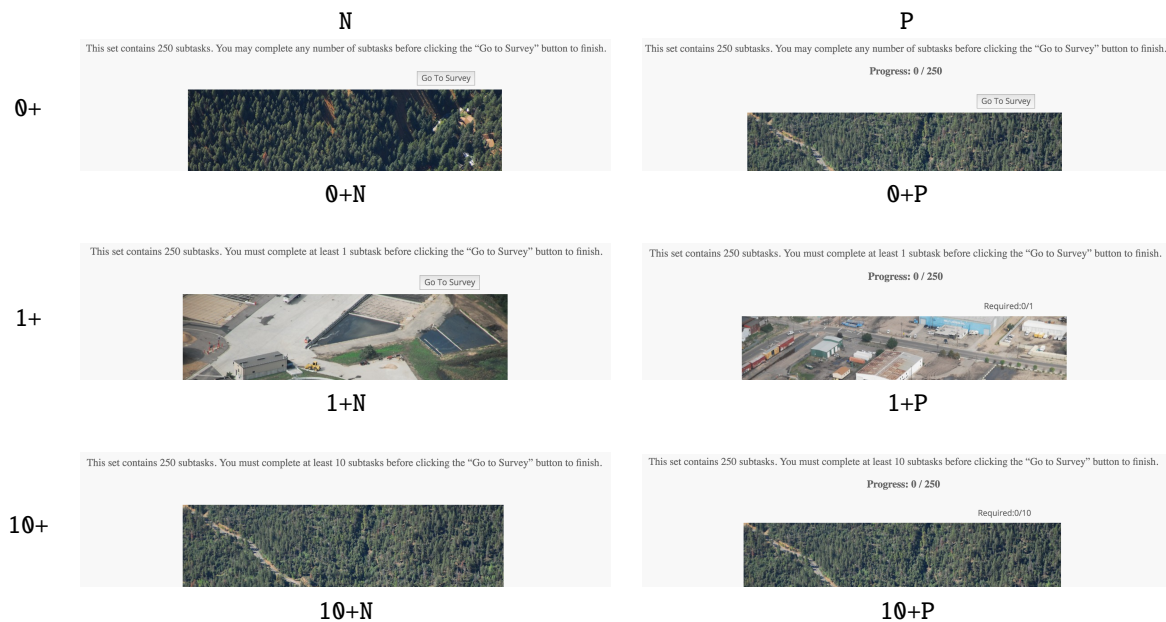 N
P
0+
This set contains 250 subtasks. You may complete any number of subtasks before clicking the “Go to Survey” button to finish.
Go To Survey
0+N
This set contains 250 subtasks. You may complete any number of subtasks before clicking the “Go to Survey” button to finish.
Progress: 0 / 250
Go To Survey
0+P
1+
This set contains 250 subtasks. You must complete at least 1 subtask before clicking the “Go to Survey” button to finish.
Go To Survey
1+N
This set contains 250 subtasks. You must complete at least 1 subtask before clicking the “Go to Survey” button to finish.
Progress: 0 / 250
Required:0/1
1+P
10+
This set contains 250 subtasks. You must complete at least 10 subtasks before clicking the “Go to Survey” button to finish.
10+N
This set contains 250 subtasks. You must complete at least 10 subtasks before clicking the “Go to Survey” button to finish.
Progress: 0 / 250
Required:0/10
10+P